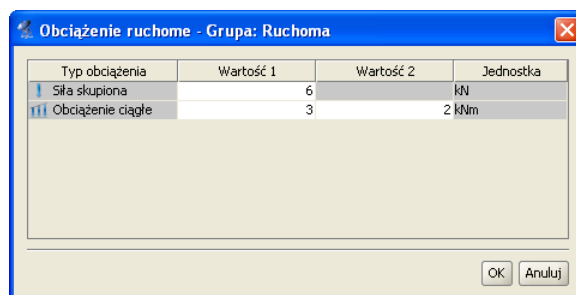 Obciążenie ruchome - Grupa: Ruchoma
Typ obciążenia Wartość 1 Wartość 2 Jednostka
Siła skupiona 6 kN
Obciążenie ciągłe 3 2 kNm
OK Anuluj